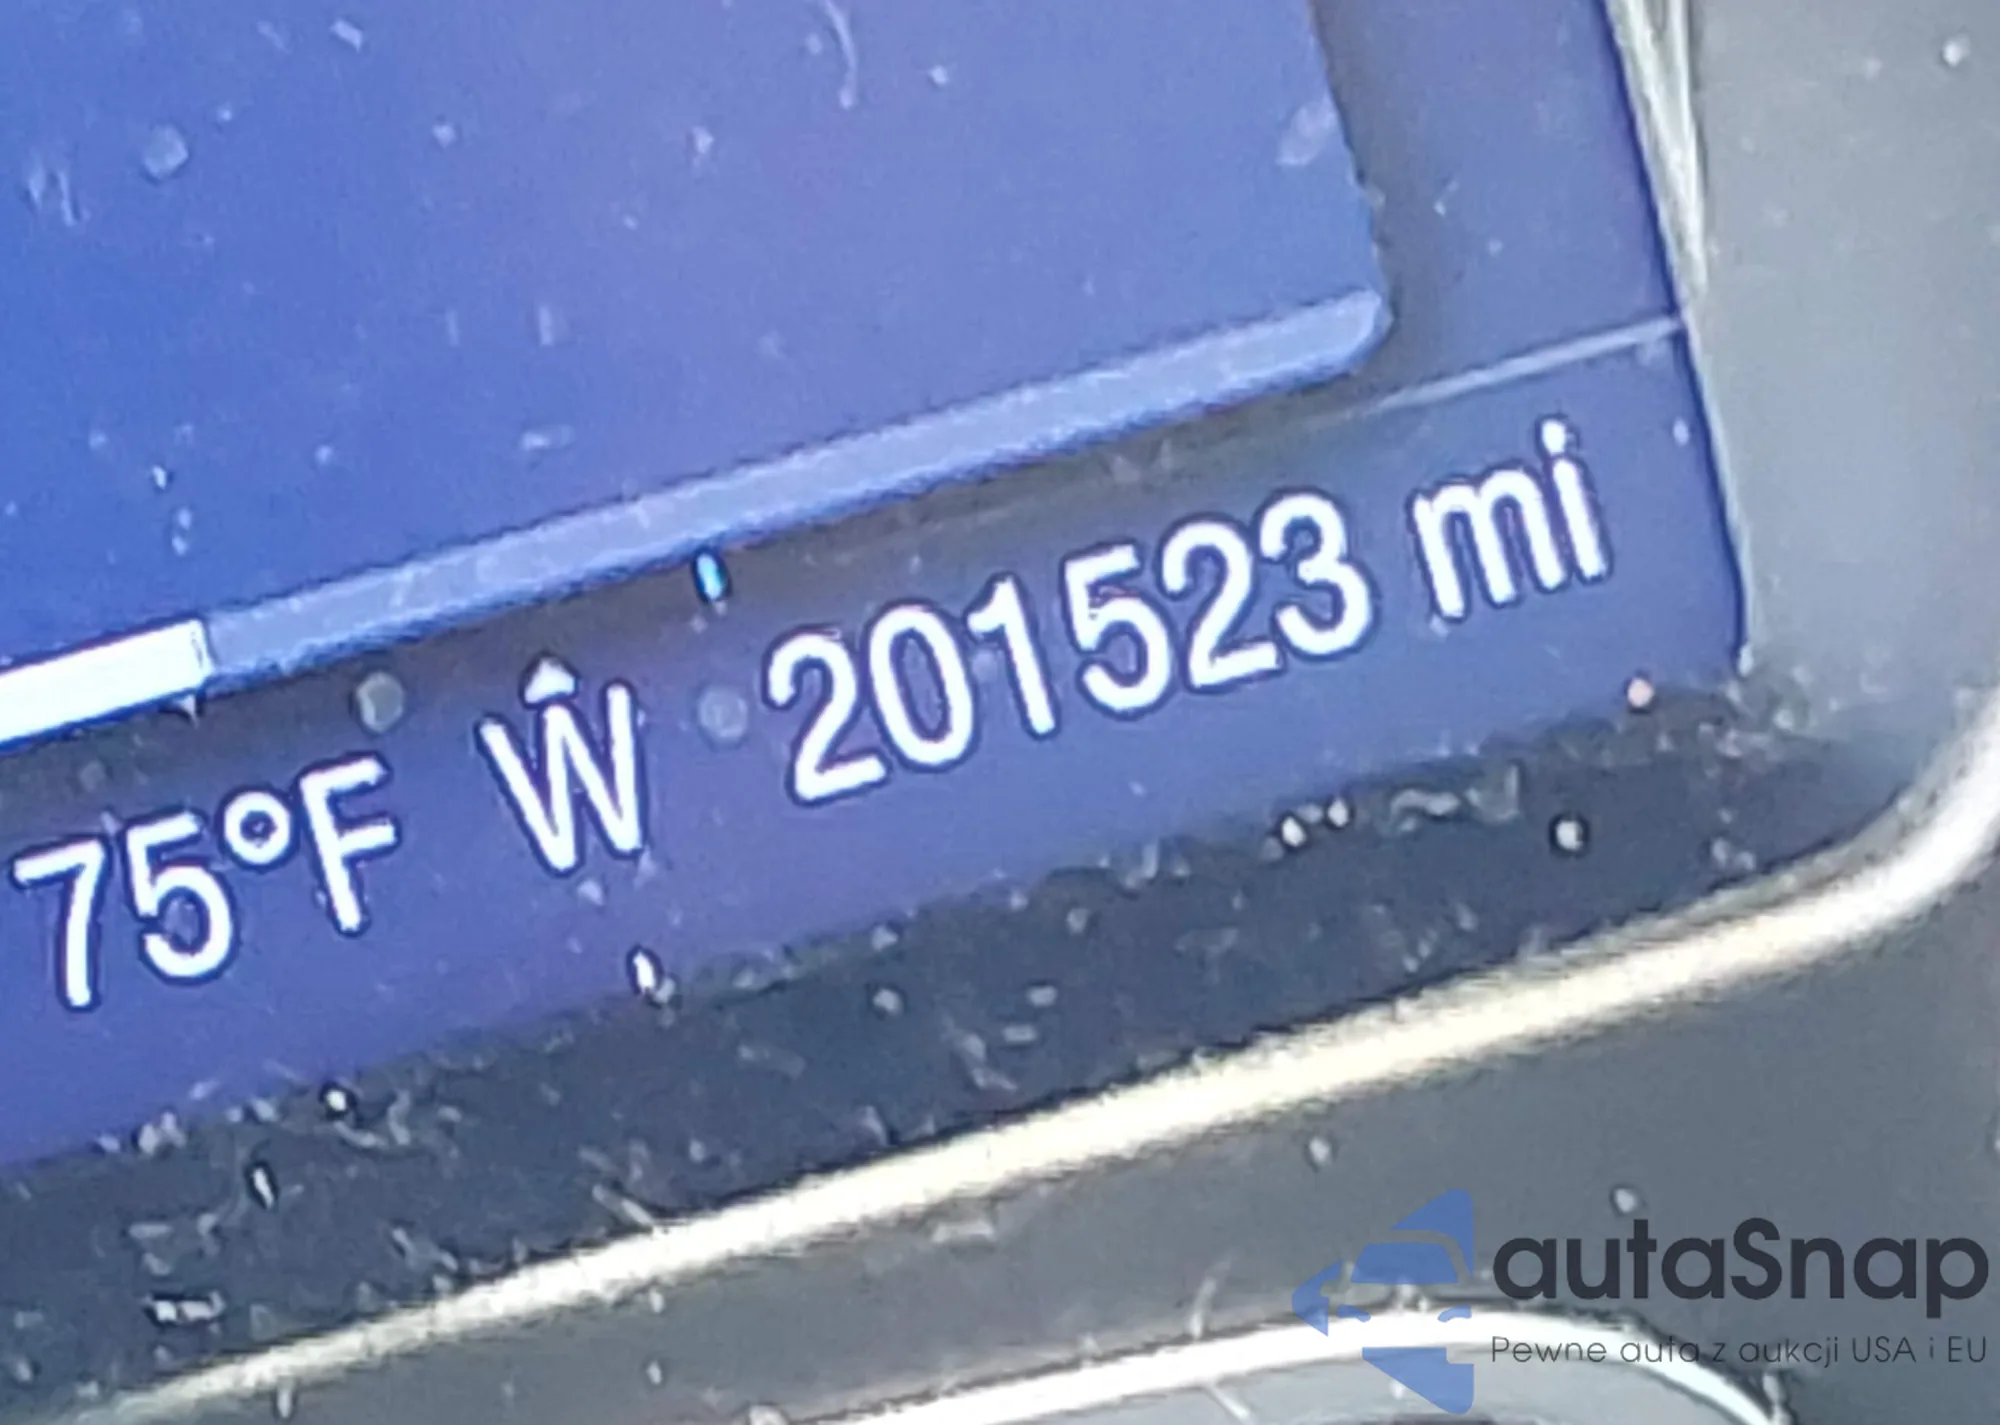 75°F W 201523 mi
autaSnap
Pewne auta z aukcji USA i EU